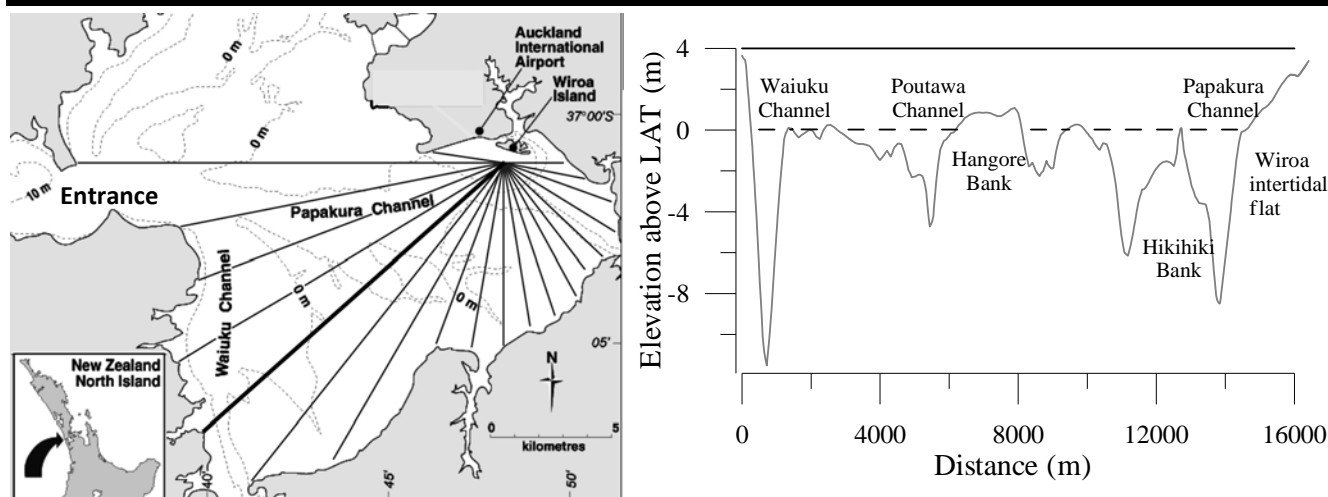 0 m
0 m
10 m
Entrance
Auckland
International
Airport
Wiroa
Island
37°00'S
Papakura Channel
Waiuku Channel
0 m
0 m
05'
N
0
5
kilometres
New Zealand
North Island
40'
45'
50'
4
0
-4
-8
Elevation above LAT (m)
Waiuku
Channel
Poutawa
Channel
Papakura
Channel
Hangore
Bank
Hikihiki
Bank
Wiroa
intertidal
flat
0
4000
8000
12000
16000
Distance (m)